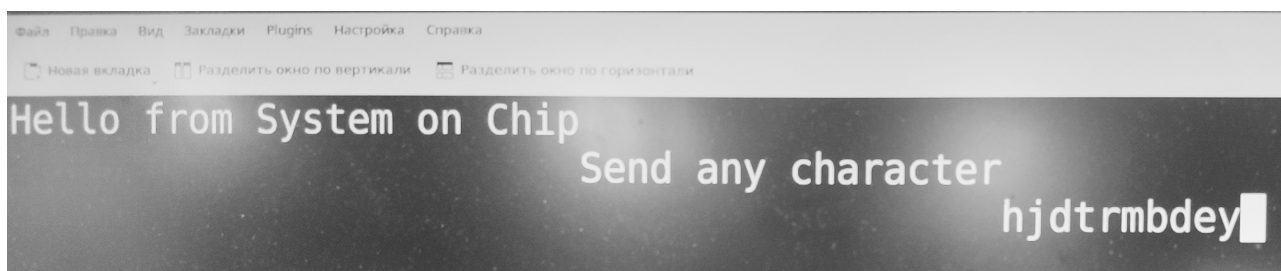 Файл Правка Вид Закладки Plugins Настройка Справка
Новая вкладка Разделить окно по вертикали Разделить окно по горизонтали
Hello from System on Chip
Send any character
hjdtrmbdey